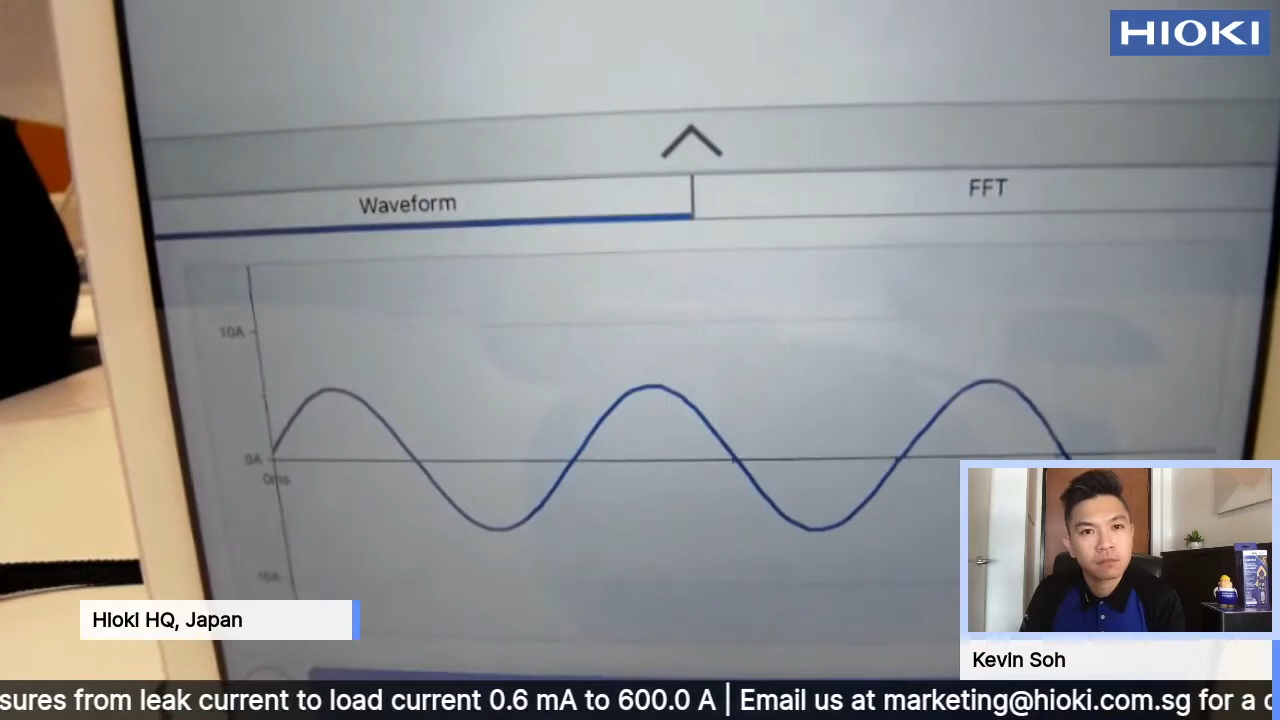 HIOKI
Waveform
FFT
10A
0A
0ms
Hioki HQ, Japan
Kevin Soh
sures from leak current to load current 0.6 mA to 600.0 A | Email us at marketing@hioki.com.sg for a